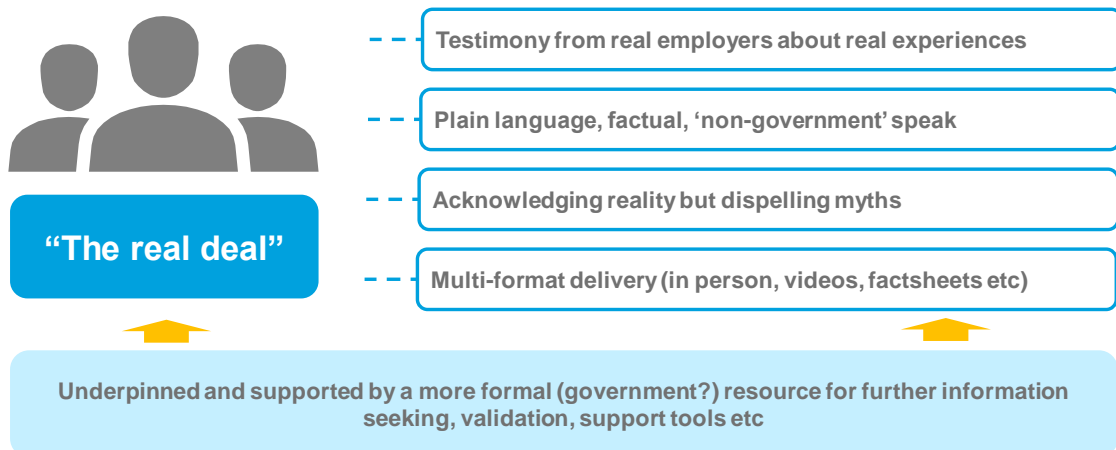 Testimony from real employers about real experiences
Plain language, factual, ‘non-government’ speak
Acknowledging reality but dispelling myths
“The real deal”
Multi-format delivery (in person, videos, factsheets etc)
Underpinned and supported by a more formal (government?) resource for further information
seeking, validation, support tools etc